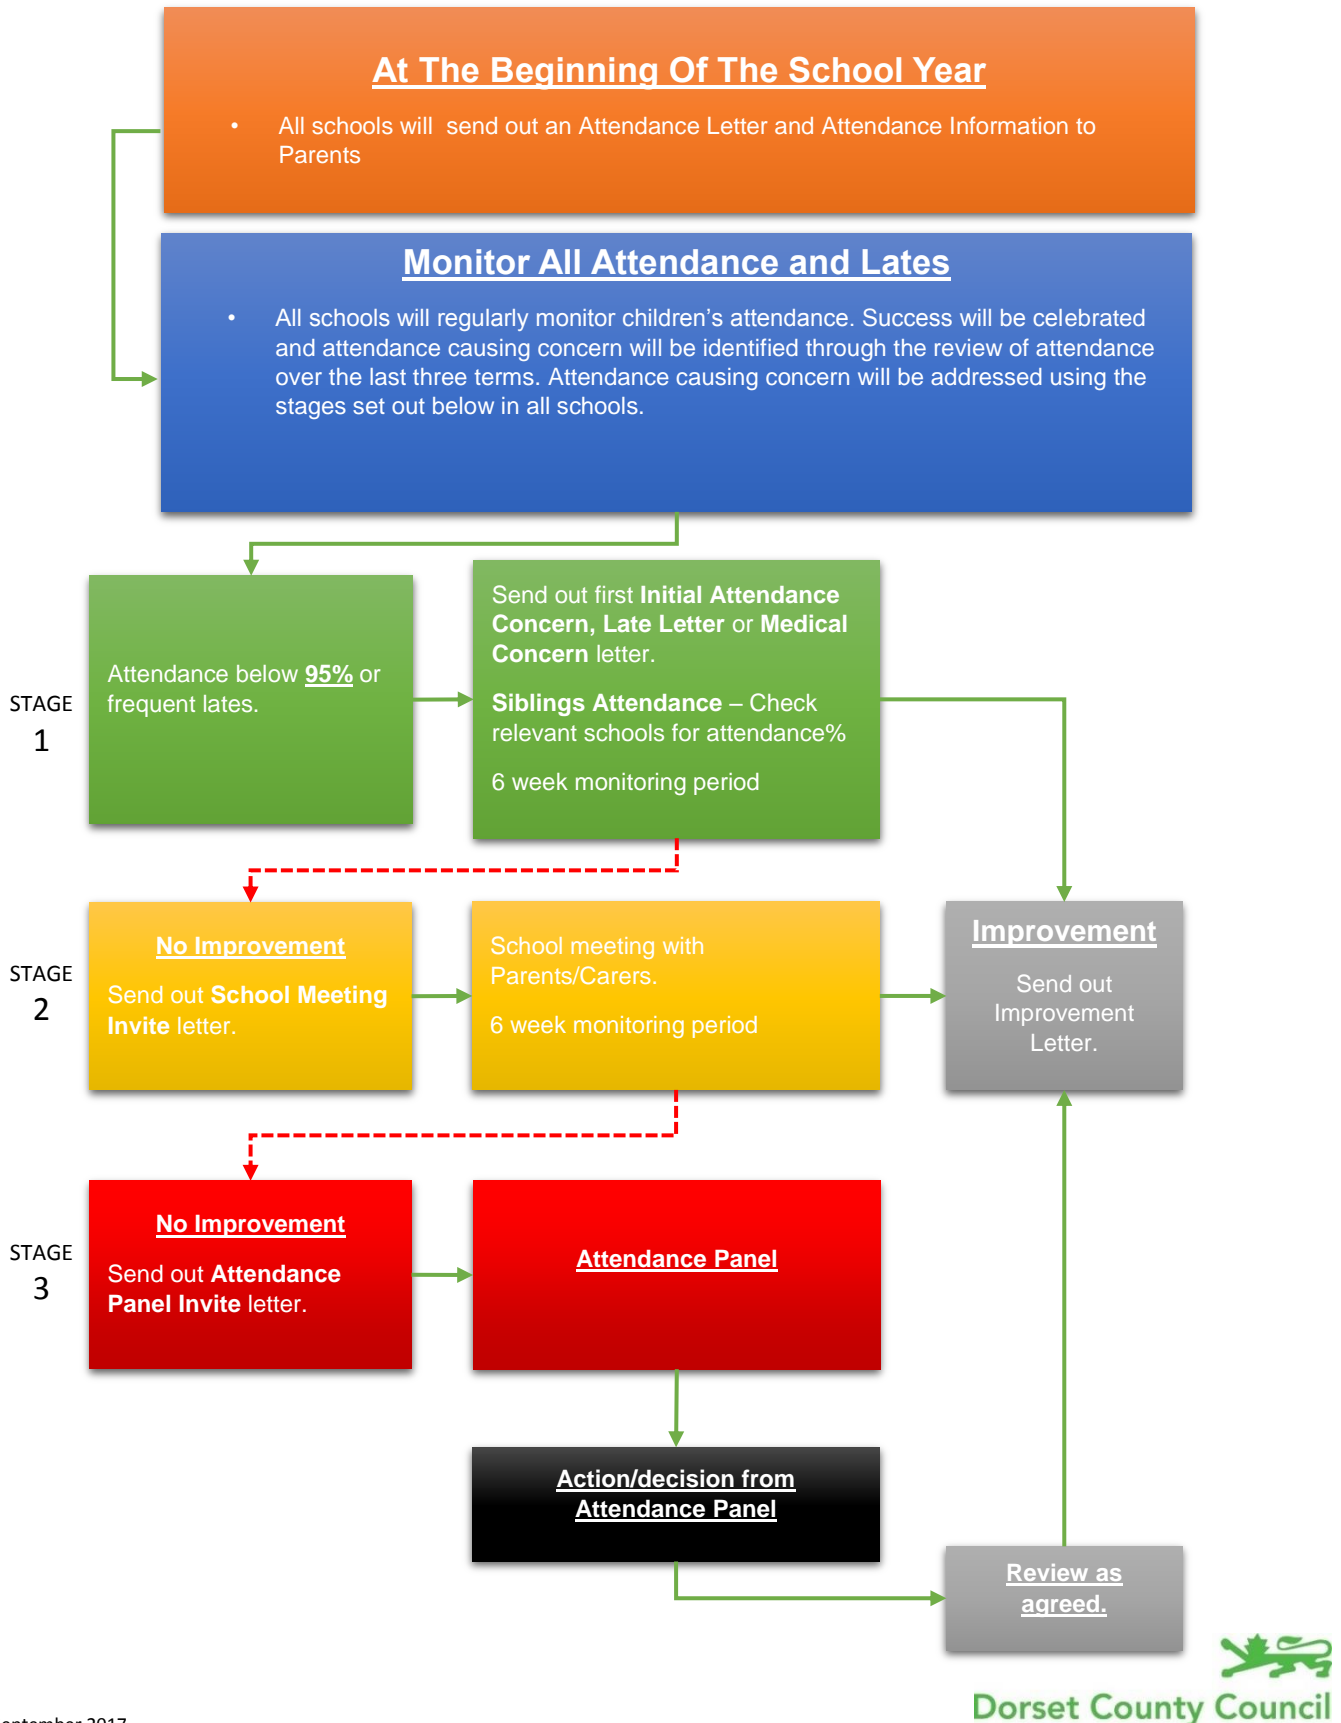 At The Beginning Of The School Year
• All schools will send out an Attendance Letter and Attendance Information to
Parents
Monitor All Attendance and Lates
• All schools will regularly monitor children's attendance. Success will be celebrated
and attendance causing concern will be identified through the review of attendance
over the last three terms. Attendance causing concern will be addressed using the
stages set out below in all schools.
STAGE
1
Attendance below 95% or
frequent lates.
Send out first Initial Attendance
Concern, Late Letter or Medical
Concern letter.
Siblings Attendance – Check
relevant schools for attendance%
6 week monitoring period
STAGE
2
No Improvement
Send out School Meeting
Invite letter.
School meeting with
Parents/Carers.
6 week monitoring period
Improvement
Send out
Improvement
Letter.
STAGE
3
No Improvement
Send out Attendance
Panel Invite letter.
Attendance Panel
Action/decision from
Attendance Panel
Review as
agreed.
Dorset County Council
2017